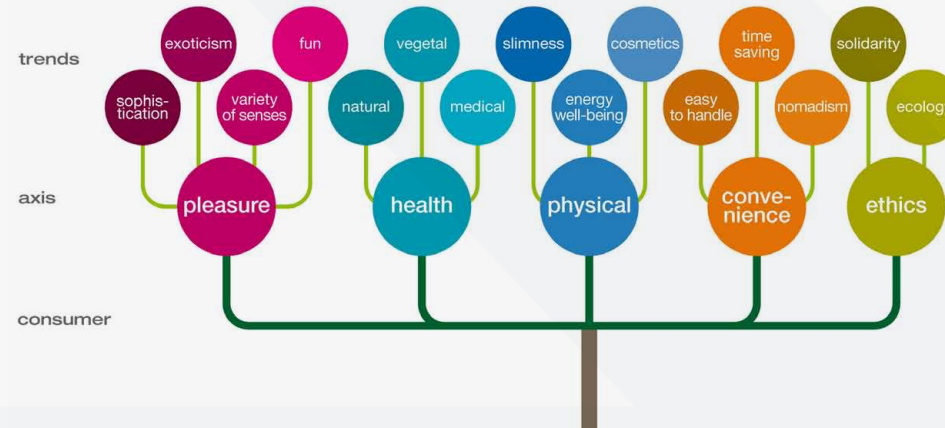 trends
exoticism
fun
vegetal
slimness
cosmetics
time
saving
solidarity
sophis-
tication
variety
of senses
natural
medical
energy
well-being
easy
to handle
nomadism
ecolog
axis
pleasure
health
physical
conve-
nience
ethics
consumer